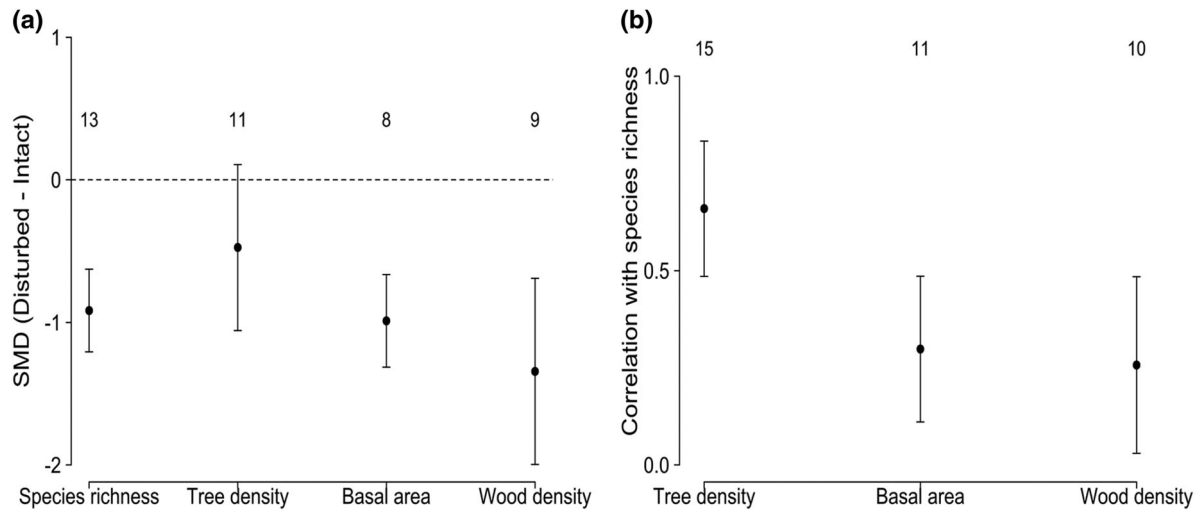 (a)
SMD (Disturbed - Intact)
1
0
-1
-2
13 11 8 9
Species richness Tree density Basal area Wood density
(b)
Correlation with species richness
15 11 10
1.0
0.5
0.0
Tree density Basal area Wood density